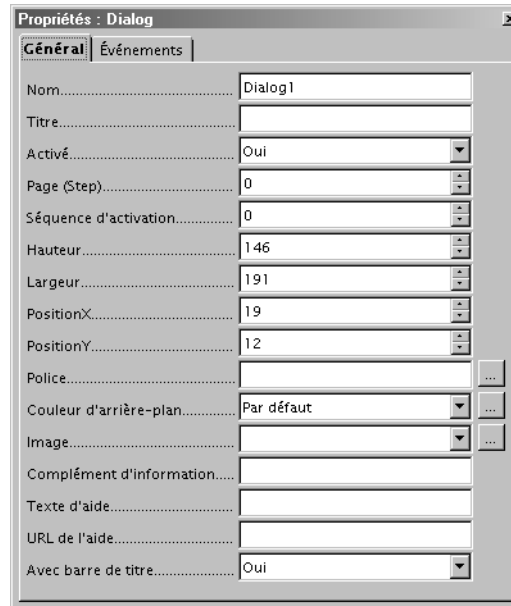 Propriétés : Dialog
Général Événements
Nom..................................... Dialog1
Titre.....................................
Activé................................... Oui
Page (Step)........................... 0
Séquence d'activation............... 0
Hauteur................................. 146
Largeur................................. 191
PositionX............................... 19
PositionY............................... 12
Police.................................... ...
Couleur d'arrière-plan............. Par défaut ...
Image.................................... ...
Complément d'information.....
Texte d'aide...........................
URL de l'aide..........................
Avec barre de titre.................... Oui